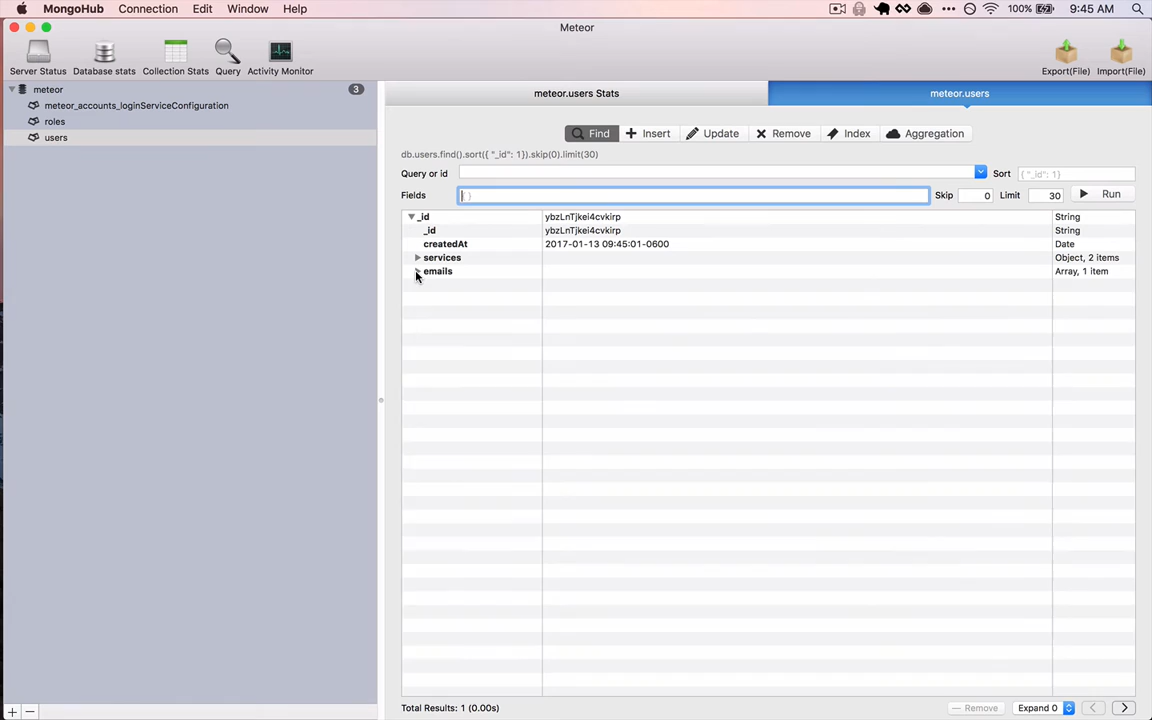 MongoHub Connection Edit Window Help 100% 9:45 AM
Meteor
Server Status Database stats Collection Stats Query Activity Monitor Export(File) Import(File)
meteor 3
meteor_accounts_loginServiceConfiguration
roles
users
meteor.users Stats meteor.users
Find Insert Update Remove Index Aggregation
db.users.find().sort({ "_id": 1}).skip(0).limit(30)
Query or id Sort { "_id": 1}
Fields { } Skip 0 Limit 30 Run
_id ybzLnTjkei4cvkirp String
_id ybzLnTjkei4cvkirp String
createdAt 2017-01-13 09:45:01-0600 Date
services Object, 2 items
emails Array, 1 item
Total Results: 1 (0.00s) Remove Expand 0